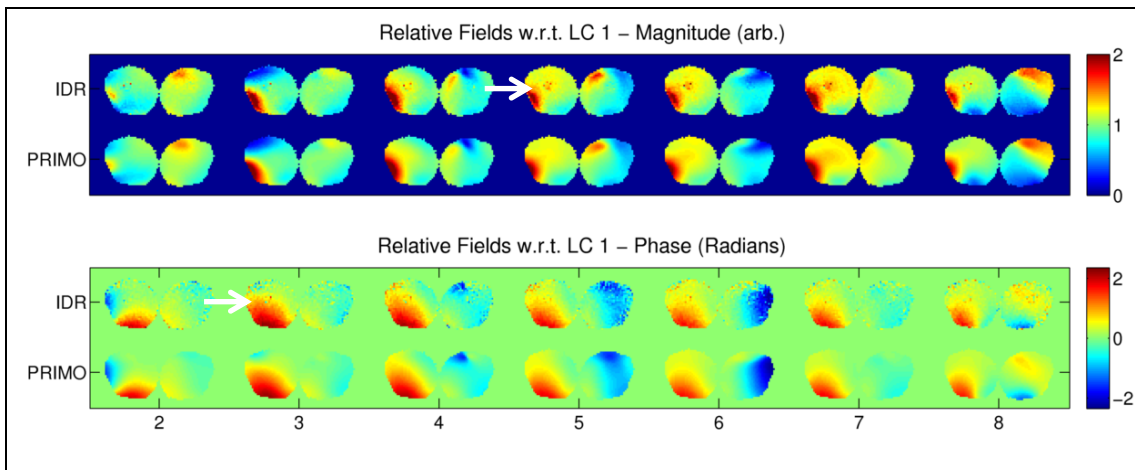 Relative Fields w.r.t. LC 1 – Magnitude (arb.)
IDR
PRIMO
2
1
0
Relative Fields w.r.t. LC 1 – Phase (Radians)
IDR
PRIMO
2
0
−2
2 3 4 5 6 7 8